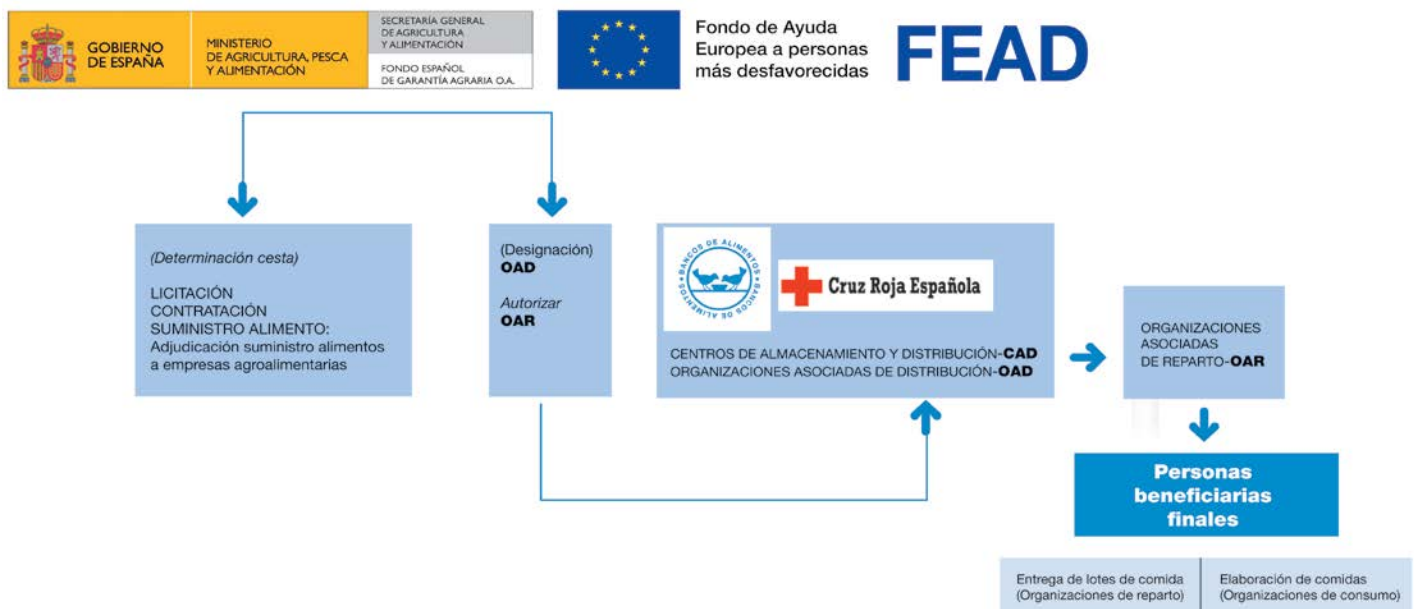 GOBIERNO
DE ESPAÑA
MINISTERIO
DE AGRICULTURA, PESCA
Y ALIMENTACIÓN
SECRETARÍA GENERAL
DE AGRICULTURA
Y ALIMENTACIÓN
FONDO ESPAÑOL
DE GARANTÍA AGRARIA O.A.
Fondo de Ayuda
Europea a personas
más desfavorecidas
FEAD
(Determinación cesta)
LICITACIÓN
CONTRATACIÓN
SUMINISTRO ALIMENTO:
Adjudicación suministro alimentos
a empresas agroalimentarias
(Designación)
OAD
Autorizar
OAR
BANCOS DE ALIMENTOS • BANCOS DE ALIMENTOS •
Cruz Roja Española
CENTROS DE ALMACENAMIENTO Y DISTRIBUCIÓN-CAD
ORGANIZACIONES ASOCIADAS DE DISTRIBUCIÓN-OAD
ORGANIZACIONES
ASOCIADAS
DE REPARTO-OAR
Personas
beneficiarias
finales
Entrega de lotes de comida
(Organizaciones de reparto)
Elaboración de comidas
(Organizaciones de consumo)